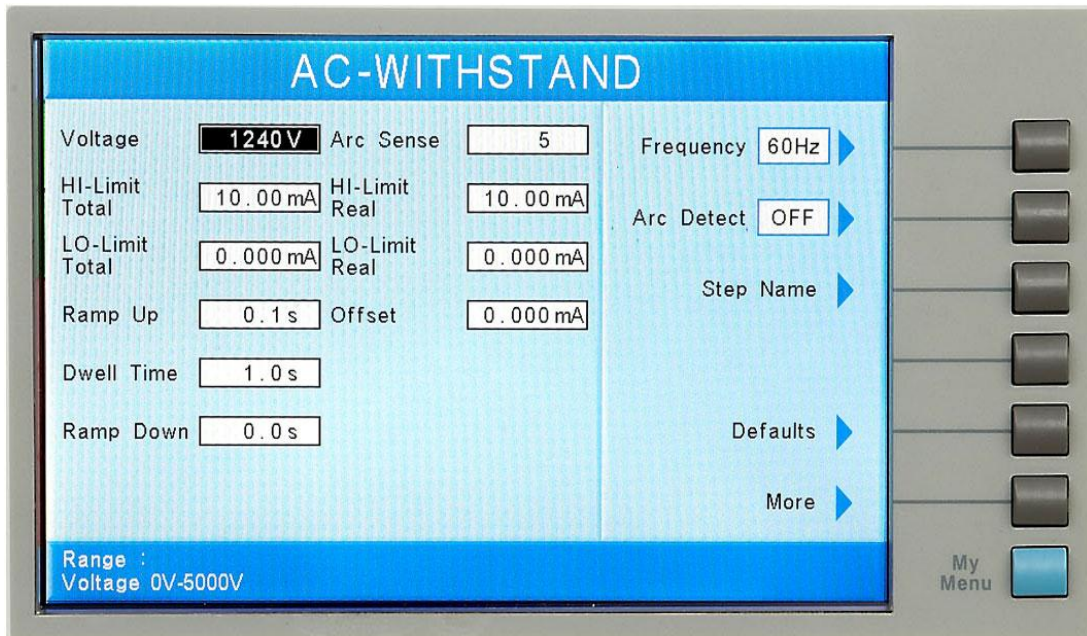 AC-WITHSTAND
Voltage 1240V Arc Sense 5
HI-Limit Total 10.00mA HI-Limit Real 10.00mA
LO-Limit Total 0.000mA LO-Limit Real 0.000mA
Ramp Up 0.1s Offset 0.000mA
Dwell Time 1.0s
Ramp Down 0.0s
Frequency 60Hz
Arc Detect OFF
Step Name
Defaults
More
Range :
Voltage 0V-5000V
My
Menu